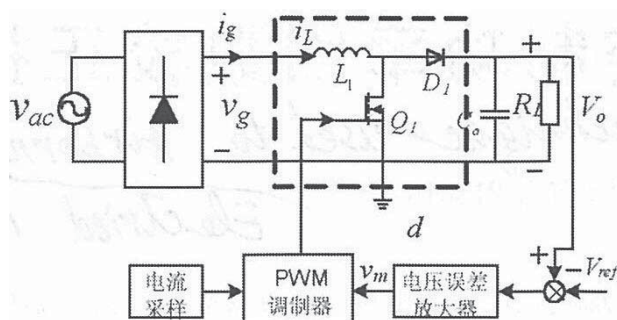 i_g
i_L
+
L_1
D_1
+
v_ac
v_g
Q_1
C_o
R_1
V_o
−
−
d
+
− V_ref
电流
采样
PWM
调制器
v_m
电压误差
放大器